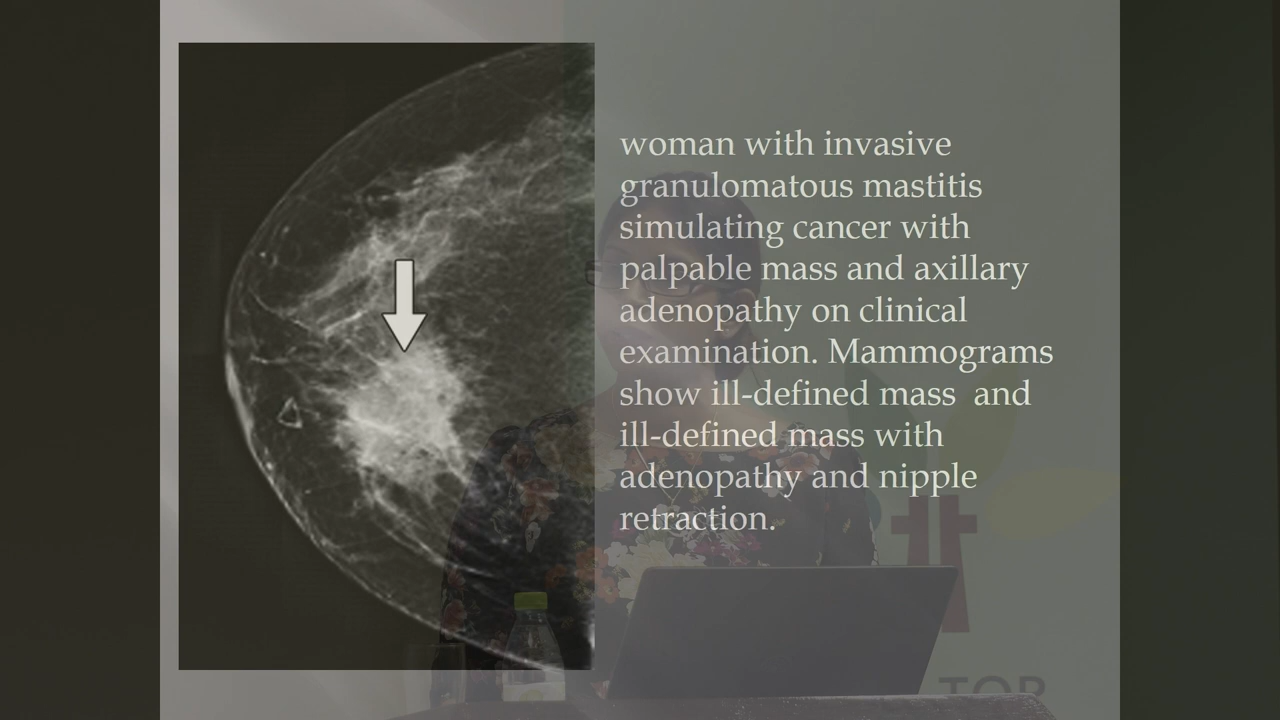 woman with invasive
granulomatous mastitis
simulating cancer with
palpable mass and axillary
adenopathy on clinical
examination. Mammograms
show ill-defined mass  and
ill-defined mass with
adenopathy and nipple
retraction.
TOR